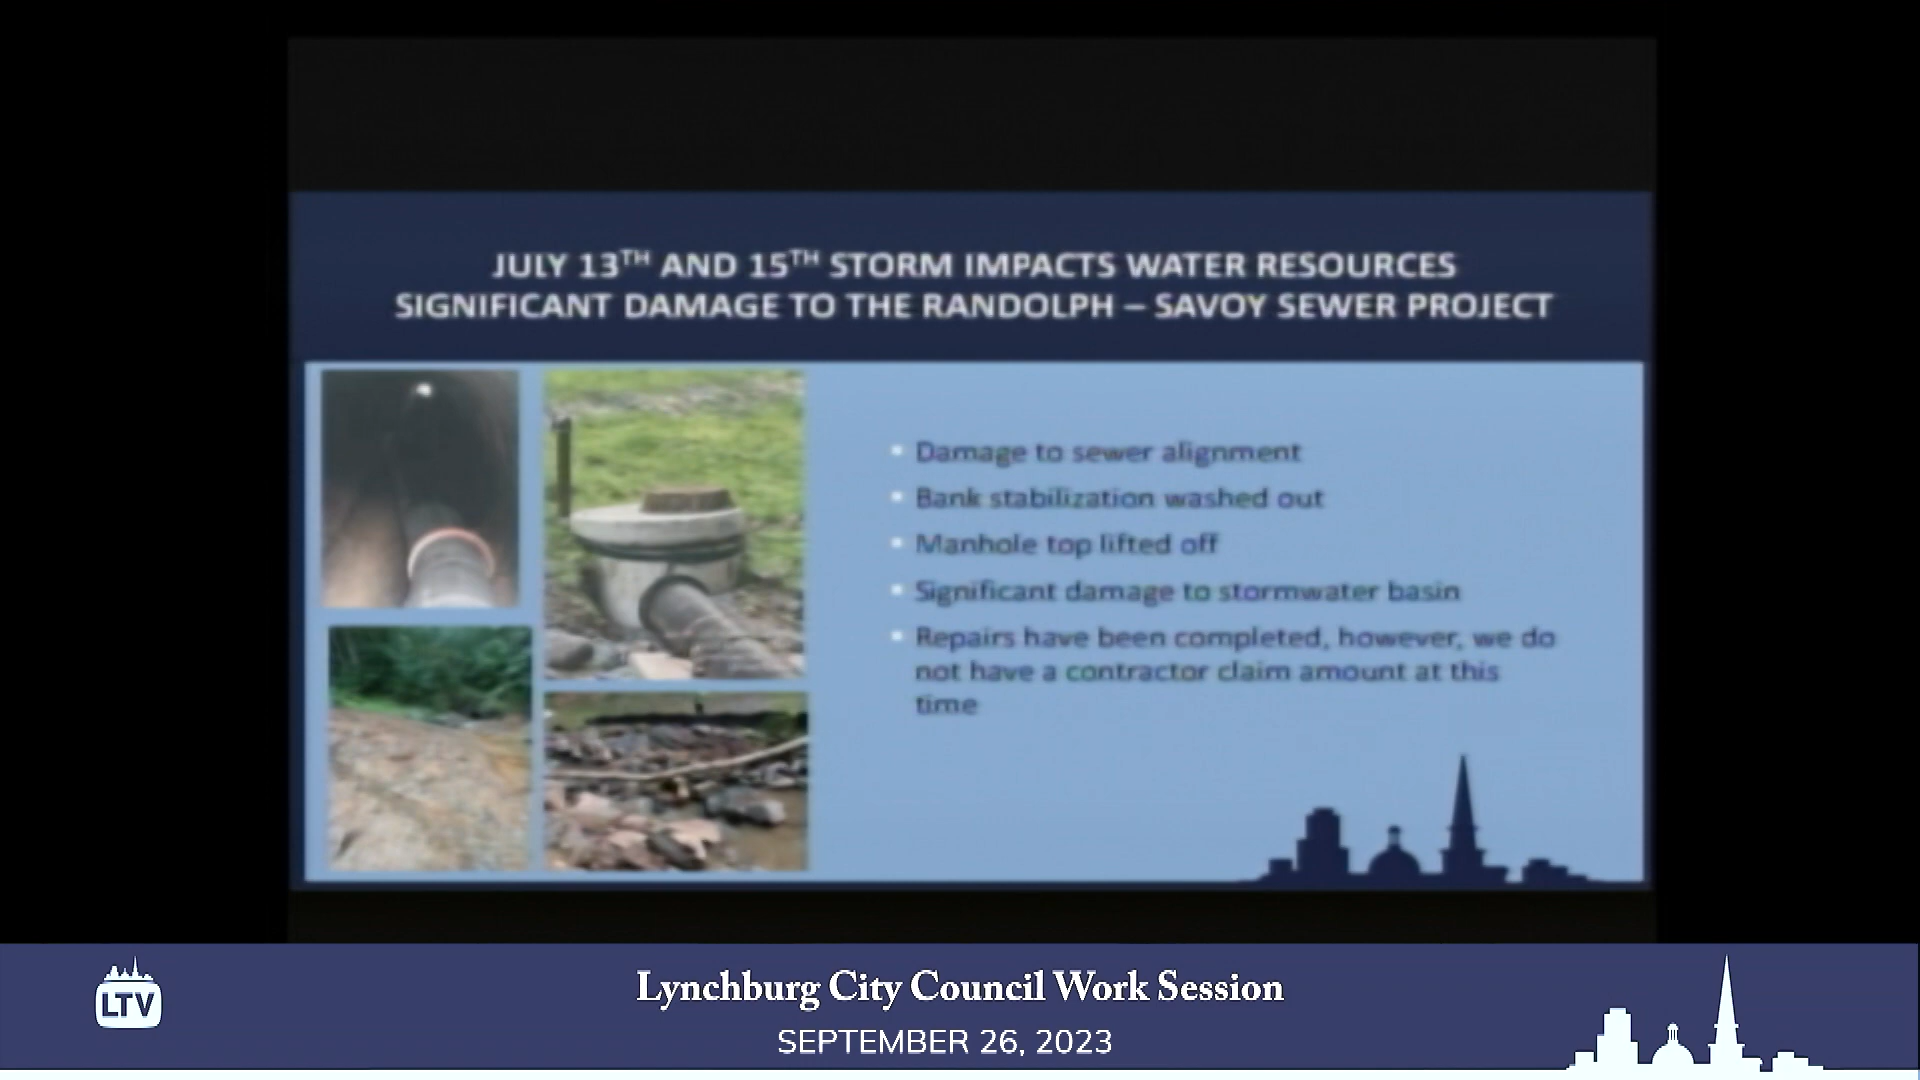 JULY 13TH AND 15TH STORM IMPACTS WATER RESOURCES
SIGNIFICANT DAMAGE TO THE RANDOLPH – SAVOY SEWER PROJECT
Damage to sewer alignment
Bank stabilization washed out
Manhole top lifted off
Significant damage to stormwater basin
Repairs have been completed, however, we do
not have a contractor claim amount at this
time
LTV
Lynchburg City Council Work Session
SEPTEMBER 26, 2023